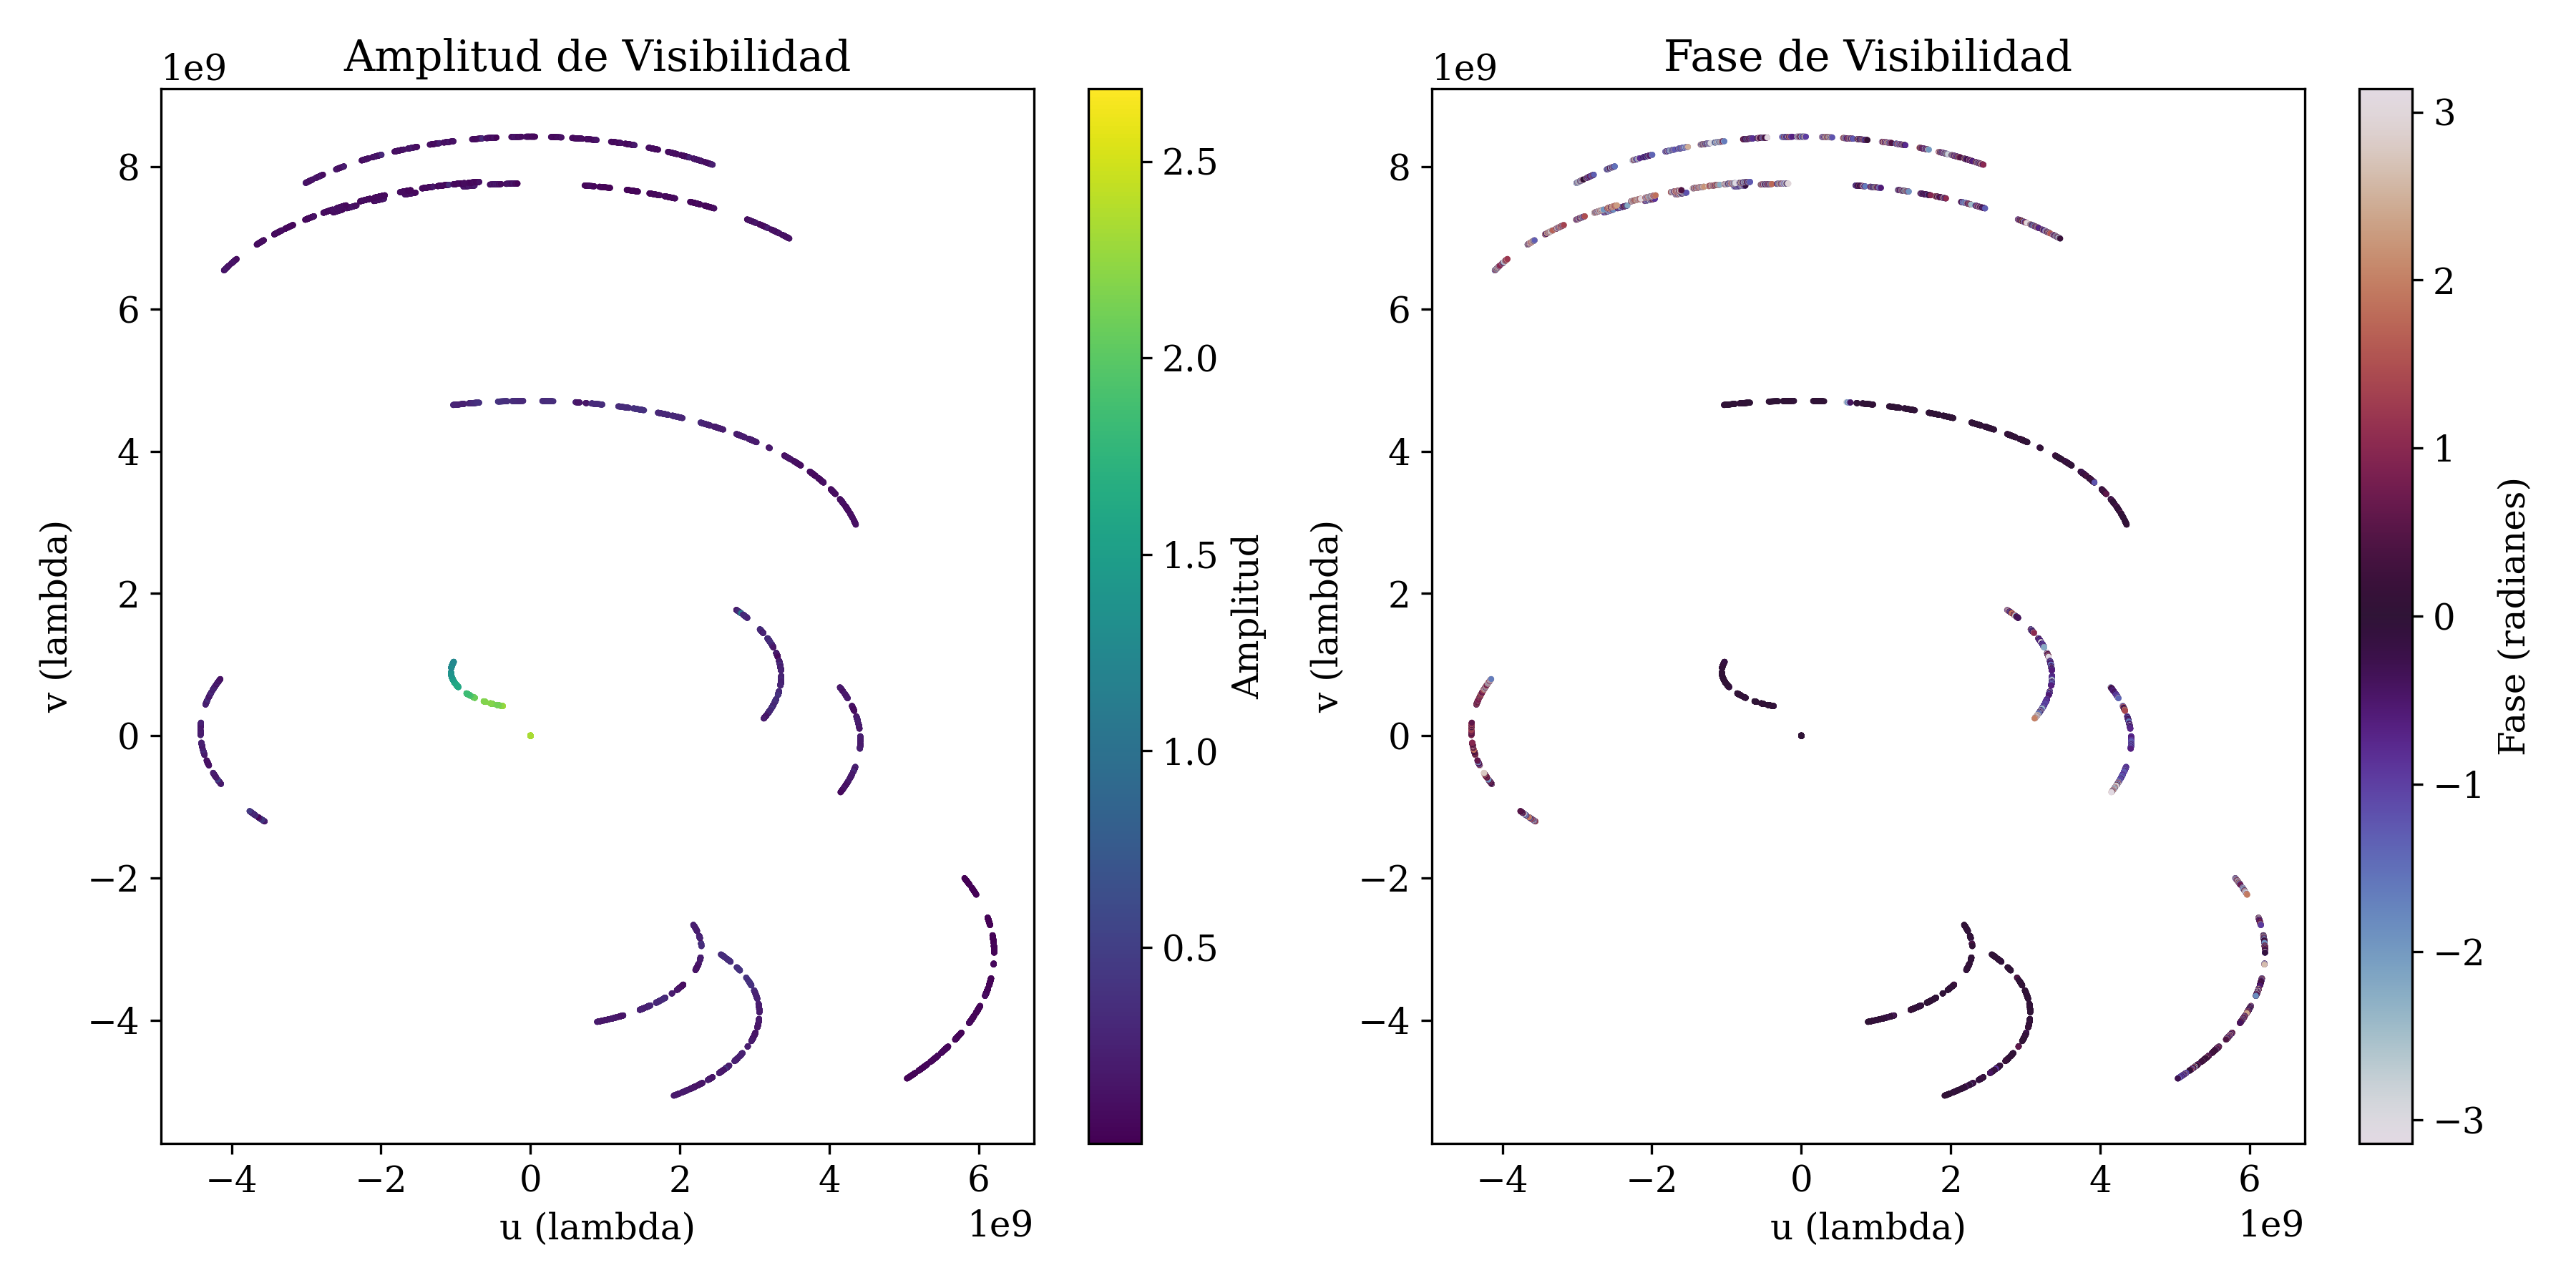 Amplitud de Visibilidad
1e9
8
6
4
2
0
−2
−4
v (lambda)
−4 −2 0 2 4 6
u (lambda)
1e9
2.5
2.0
1.5
1.0
0.5
Amplitud
Fase de Visibilidad
1e9
8
6
4
2
0
−2
−4
v (lambda)
−4 −2 0 2 4 6
u (lambda)
1e9
3
2
1
0
−1
−2
−3
Fase (radianes)